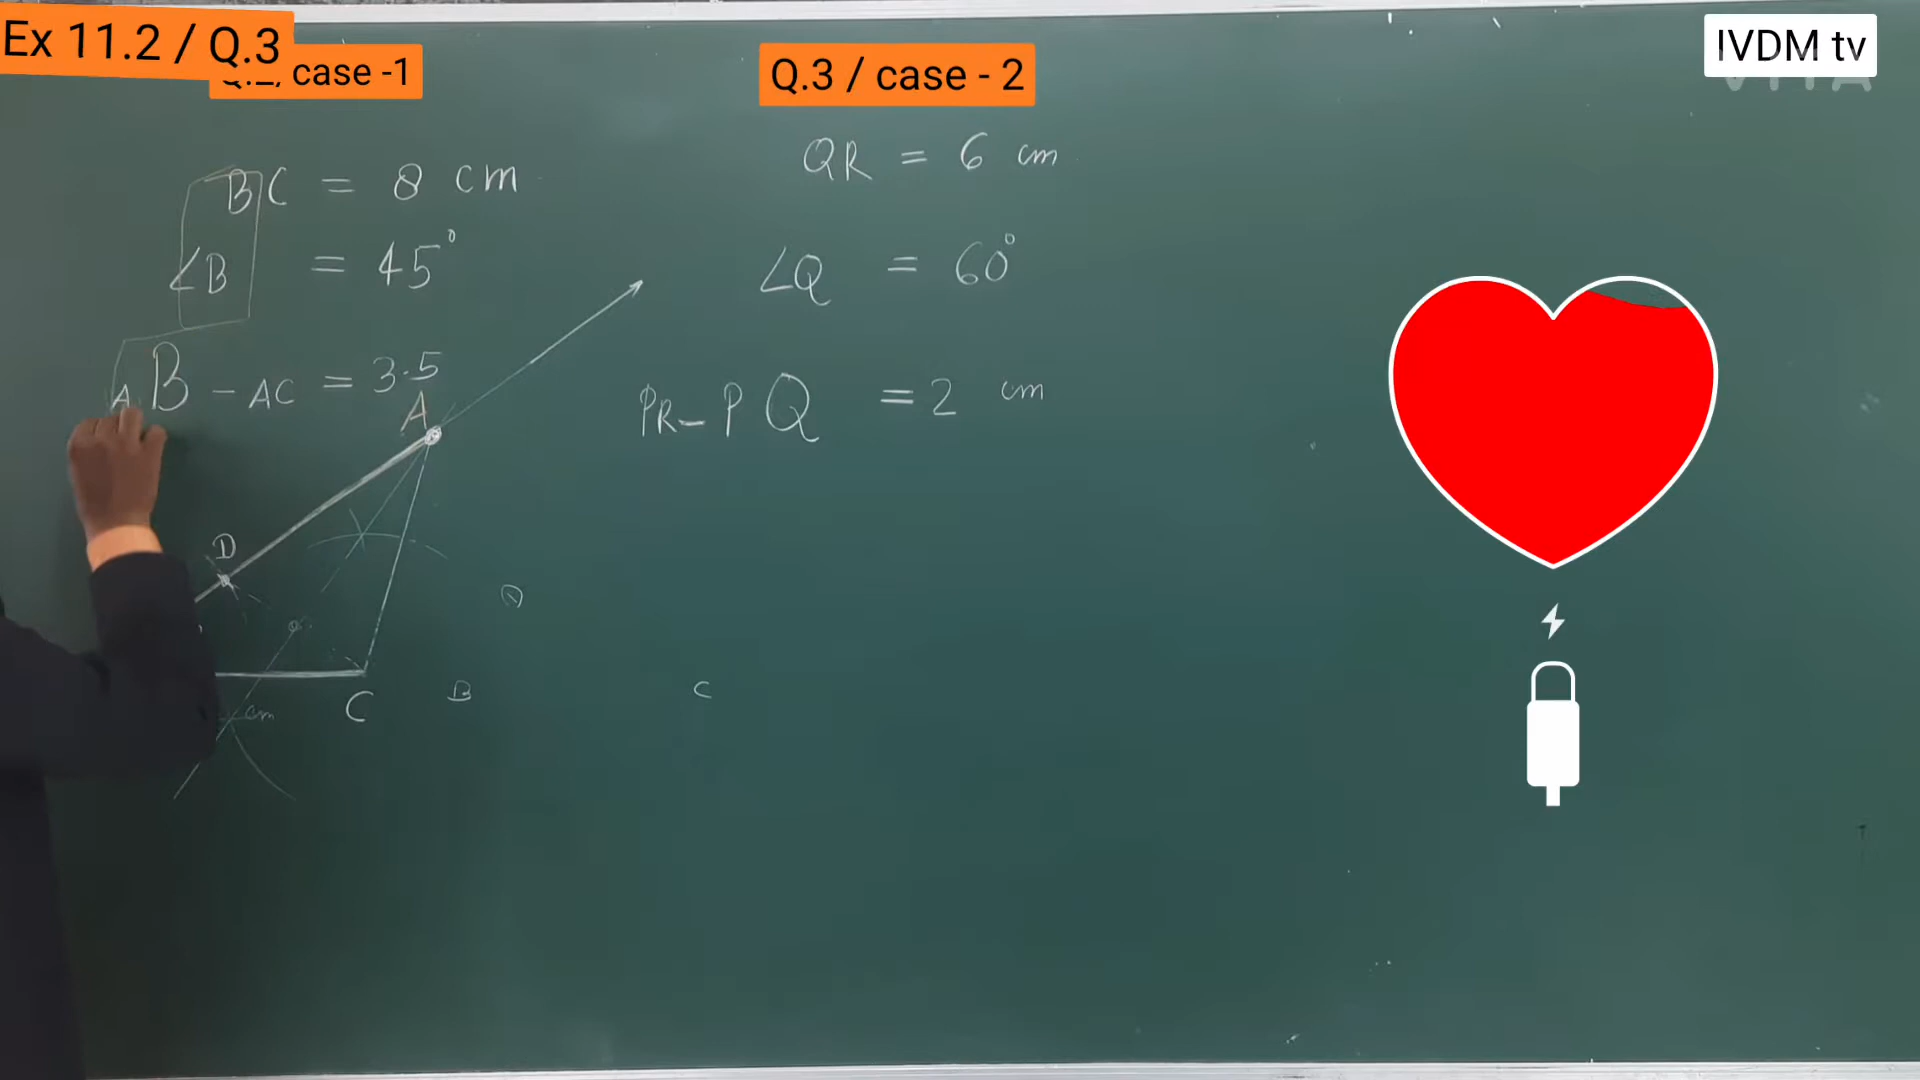 Ex 11.2 / Q.3
case -1
Q.3 / case - 2
IVDM tv
BC = 8 cm
∠B = 45°
AB - AC = 3.5
QR = 6 cm
∠Q = 60°
PR - PQ = 2 cm
A
D
C
cm
B
C